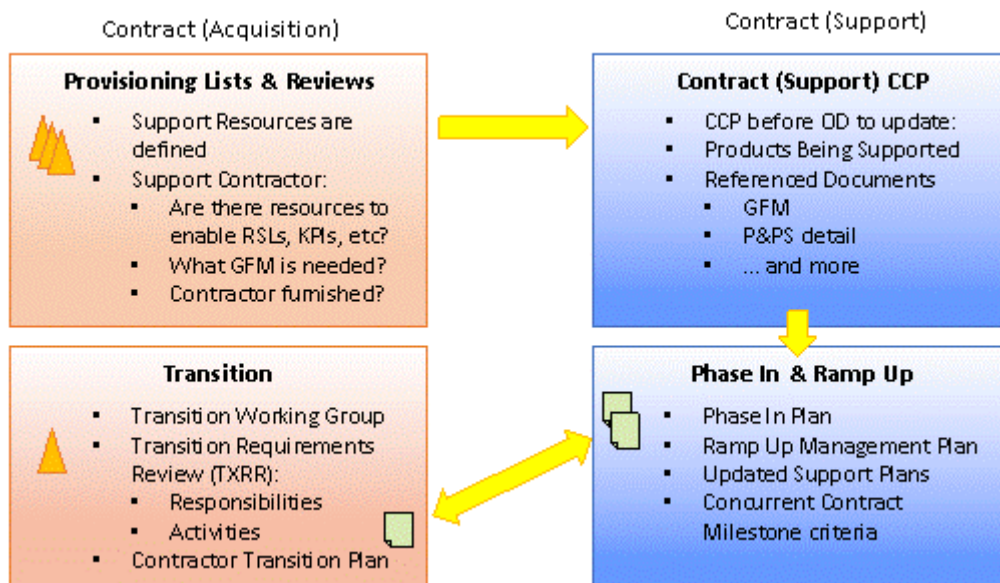 Contract (Acquisition)
Provisioning Lists & Reviews
▪ Support Resources are
defined
▪ Support Contractor:
▪ Are there resources to
enable RSLs, KPIs, etc?
▪ What GFM is needed?
▪ Contractor furnished?
Contract (Support)
Contract (Support) CCP
▪ CCP before OD to update:
▪ Products Being Supported
▪ Referenced Documents
▪ GFM
▪ P&PS detail
▪ ... and more
Transition
▪ Transition Working Group
▪ Transition Requirements
Review (TXRR):
▪ Responsibilities
▪ Activities
▪ Contractor Transition Plan
Phase In & Ramp Up
▪ Phase In Plan
▪ Ramp Up Management Plan
▪ Updated Support Plans
▪ Concurrent Contract
Milestone criteria